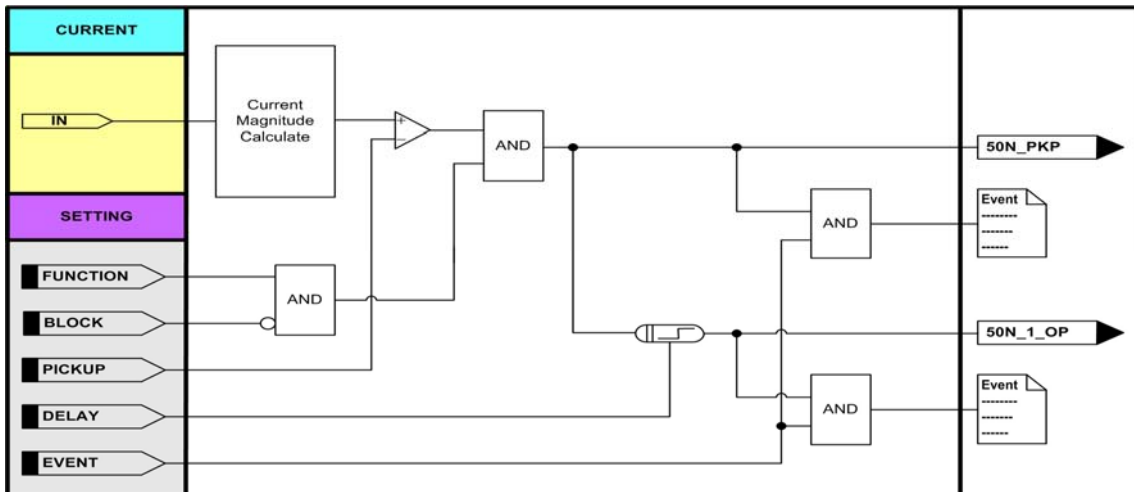 CURRENT
IN
SETTING
FUNCTION
BLOCK
PICKUP
DELAY
EVENT
Current
Magnitude
Calculate
+
−
AND
AND
AND
AND
50N_PKP
Event
--------
-------
------
50N_1_OP
Event
--------
-------
------